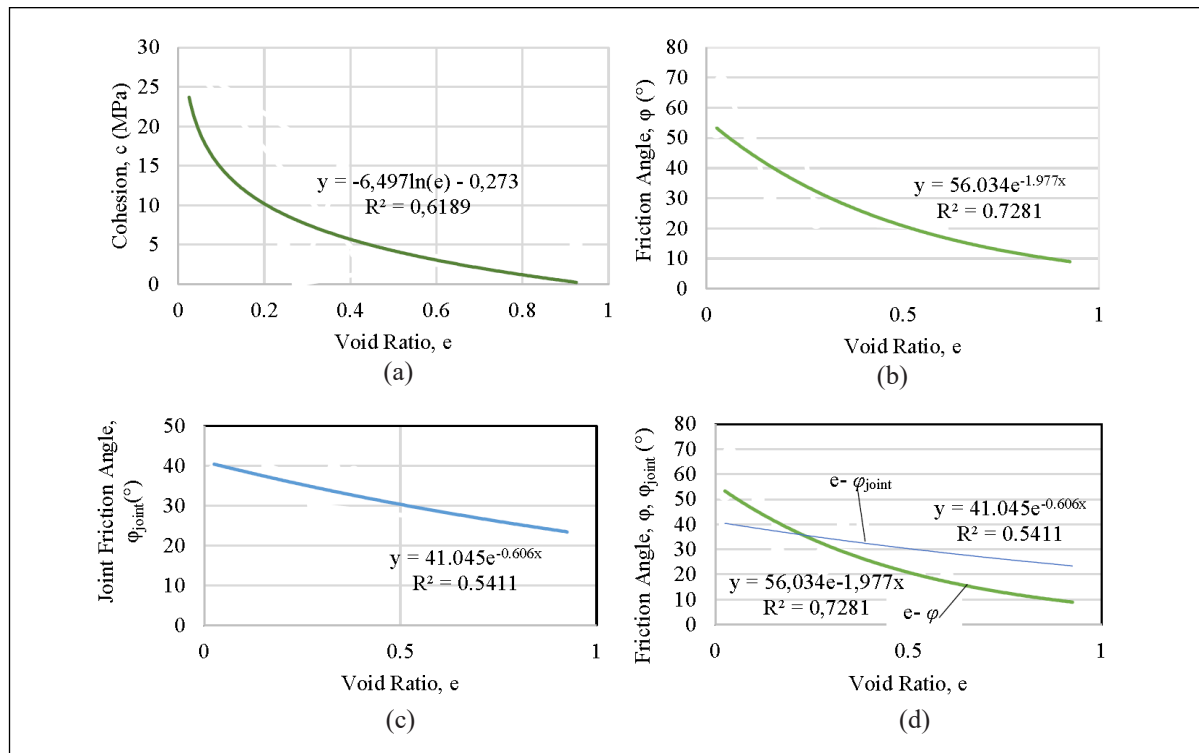 30
25
20
15
10
5
0
Cohesion, c (MPa)
y = -6,497ln(e) - 0,273
R² = 0,6189
0 0.2 0.4 0.6 0.8 1
Void Ratio, e
(a)
80
70
60
50
40
30
20
10
0
Friction Angle, φ (°)
y = 56.034e^-1.977x
R² = 0.7281
0 0.5 1
Void Ratio, e
(b)
50
40
30
20
10
0
Joint Friction Angle,
φjoint(°)
y = 41.045e^-0.606x
R² = 0.5411
0 0.5 1
Void Ratio, e
(c)
80
70
60
50
40
30
20
10
0
Friction Angle, φ, φjoint (°)
e- φjoint
y = 41.045e^-0.606x
R² = 0.5411
y = 56,034e-1,977x
R² = 0,7281
e- φ
0 0.5 1
Void Ratio, e
(d)